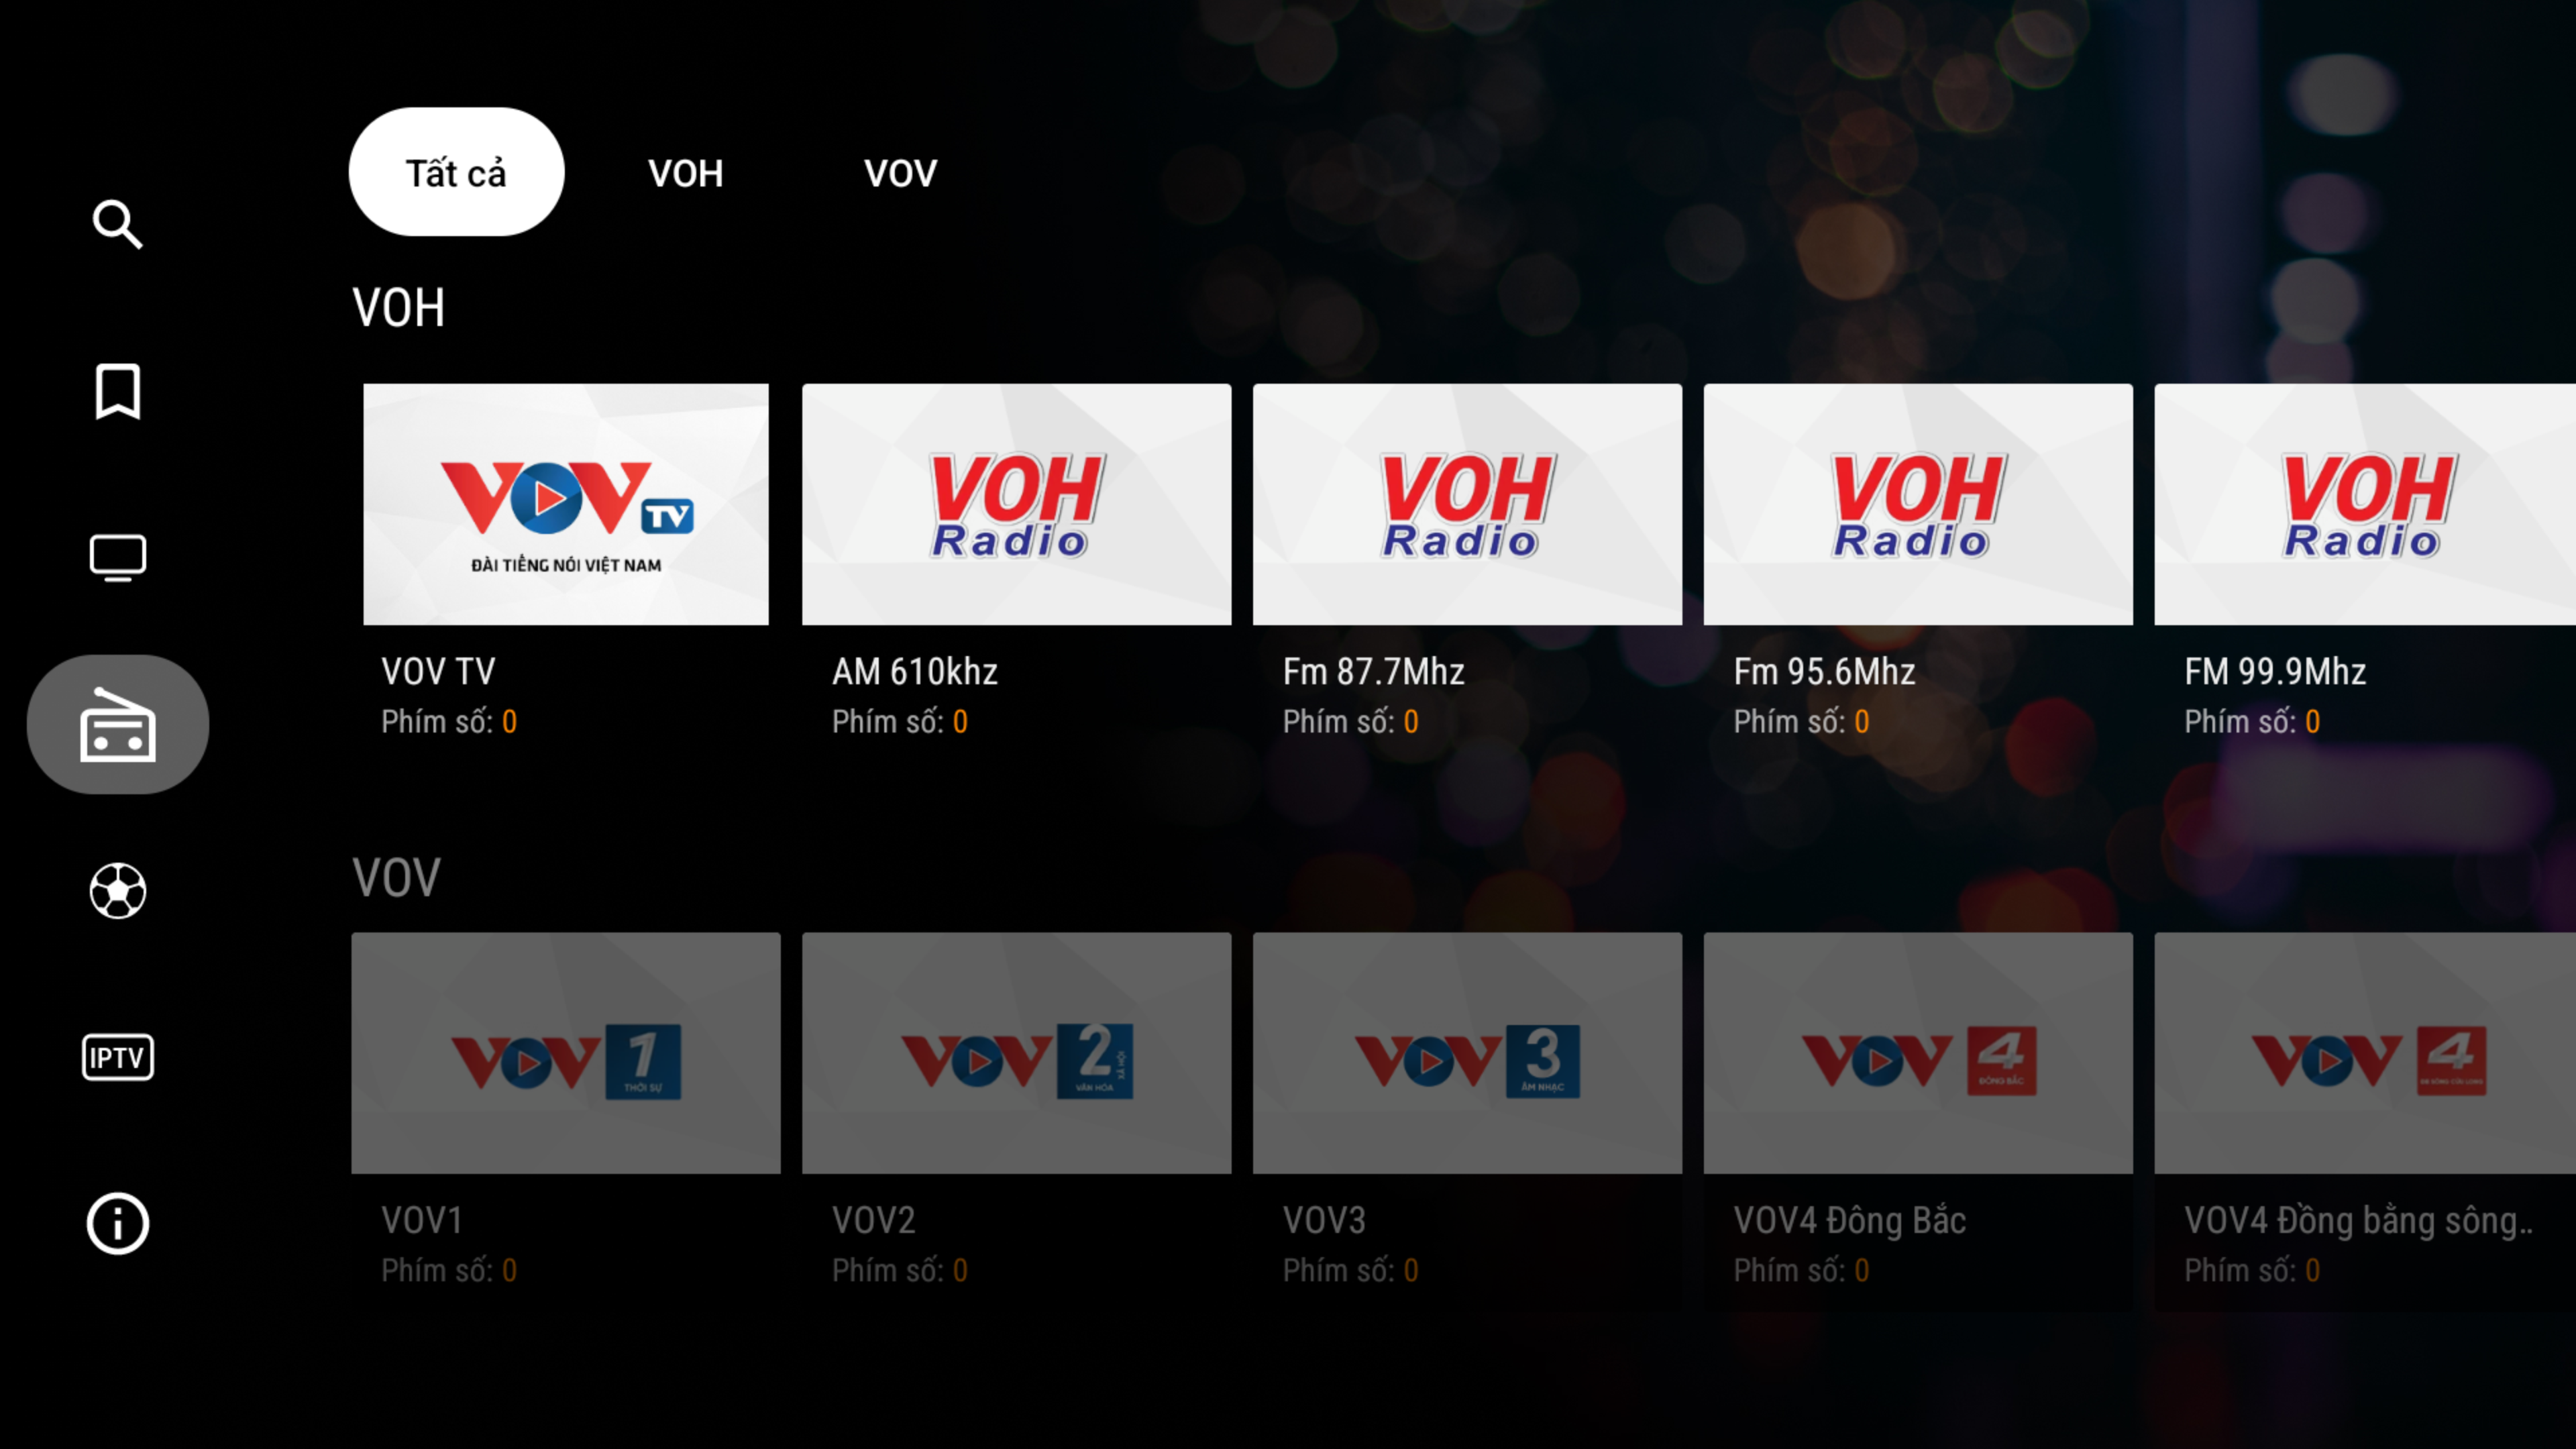 Tất cả
VOH
VOV
VOH
VOV TV
ĐÀI TIẾNG NÓI VIỆT NAM
VOH
Radio
VOH
Radio
VOH
Radio
VOH
Radio
VOV TV
AM 610khz
Fm 87.7Mhz
Fm 95.6Mhz
FM 99.9Mhz
Phím số: 0
Phím số: 0
Phím số: 0
Phím số: 0
Phím số: 0
VOV
VOV 1
THỜI SỰ
VOV 2
VĂN HÓA
XÃ HỘI
VOV 3
ÂM NHẠC
VOV 4
ĐÔNG BẮC
VOV 4
VOV1
VOV2
VOV3
VOV4 Đông Bắc
VOV4 Đồng bằng sông..
Phím số: 0
Phím số: 0
Phím số: 0
Phím số: 0
Phím số: 0
IPTV